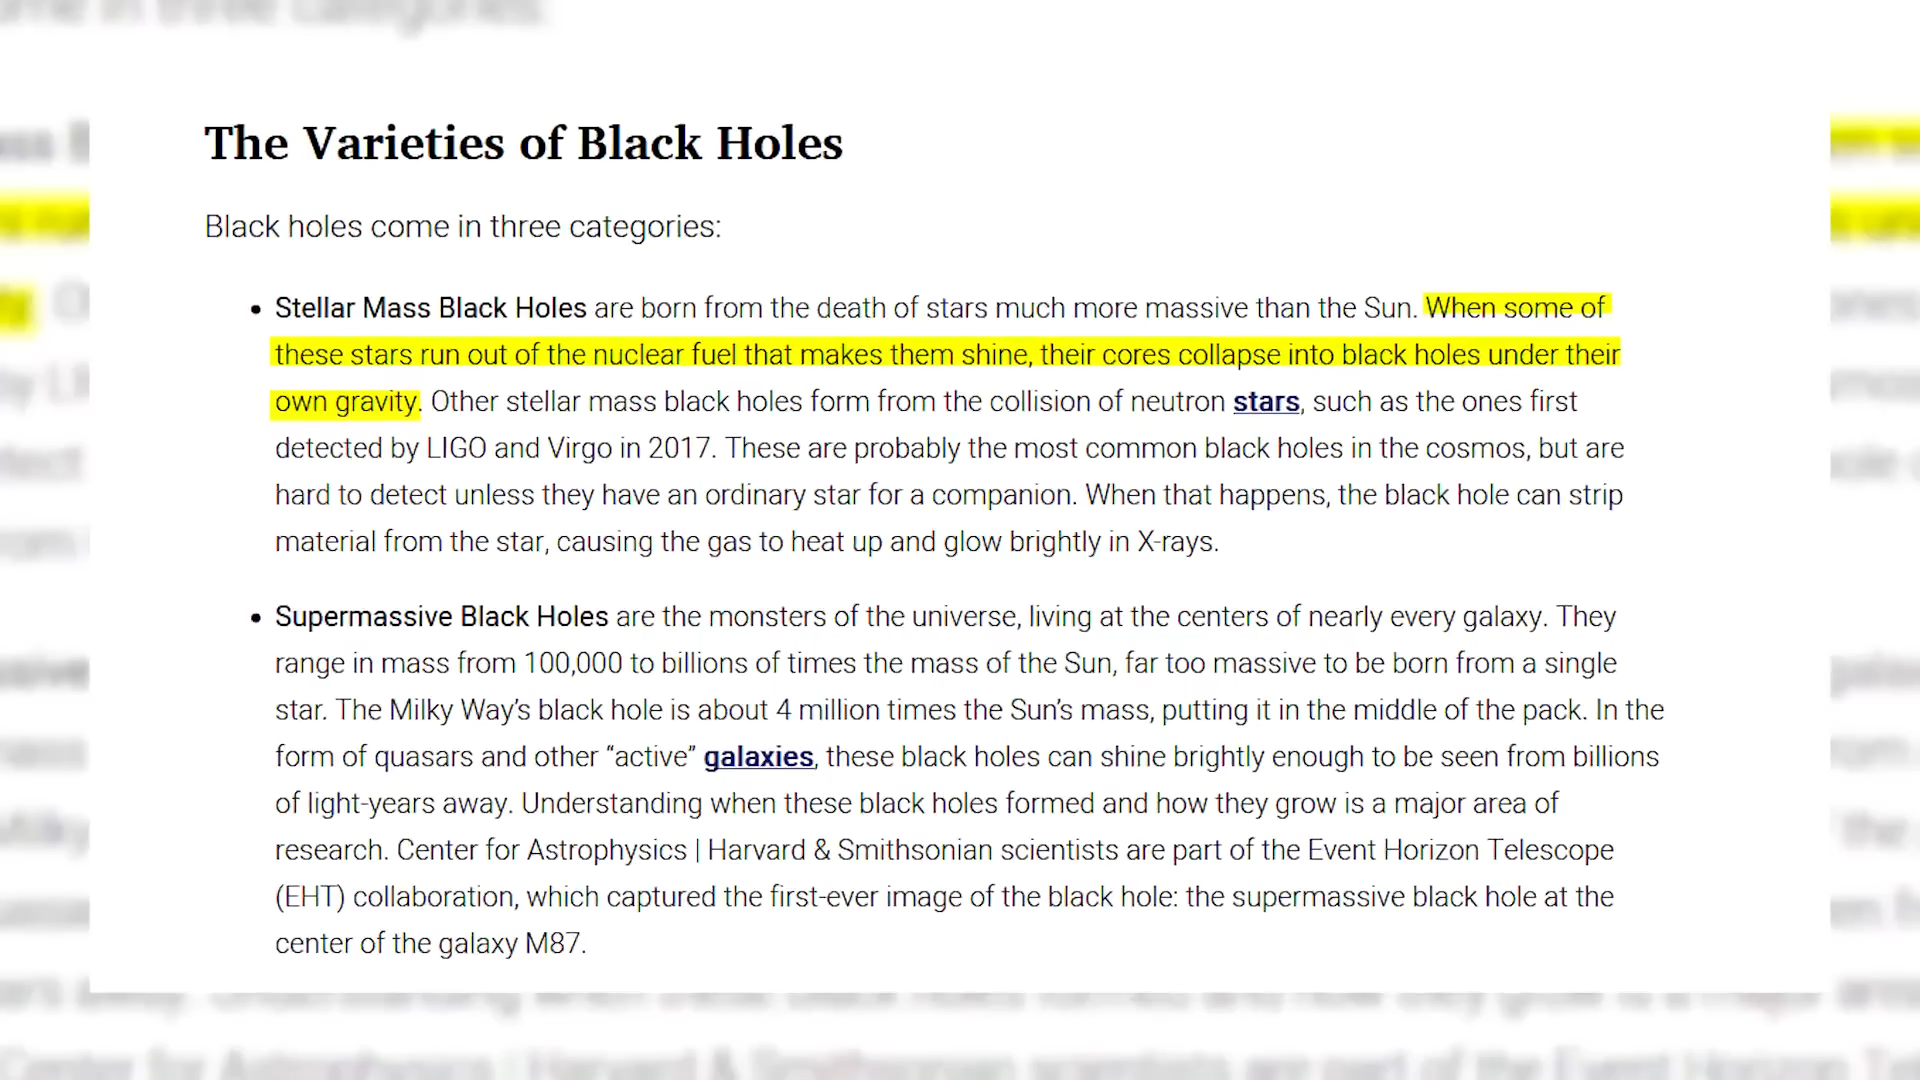 The Varieties of Black Holes
Black holes come in three categories:
• Stellar Mass Black Holes are born from the death of stars much more massive than the Sun. When some of
these stars run out of the nuclear fuel that makes them shine, their cores collapse into black holes under their
own gravity. Other stellar mass black holes form from the collision of neutron stars, such as the ones first
detected by LIGO and Virgo in 2017. These are probably the most common black holes in the cosmos, but are
hard to detect unless they have an ordinary star for a companion. When that happens, the black hole can strip
material from the star, causing the gas to heat up and glow brightly in X-rays.
• Supermassive Black Holes are the monsters of the universe, living at the centers of nearly every galaxy. They
range in mass from 100,000 to billions of times the mass of the Sun, far too massive to be born from a single
star. The Milky Way’s black hole is about 4 million times the Sun’s mass, putting it in the middle of the pack. In the
form of quasars and other “active” galaxies, these black holes can shine brightly enough to be seen from billions
of light-years away. Understanding when these black holes formed and how they grow is a major area of
research. Center for Astrophysics | Harvard & Smithsonian scientists are part of the Event Horizon Telescope
(EHT) collaboration, which captured the first-ever image of the black hole: the supermassive black hole at the
center of the galaxy M87.